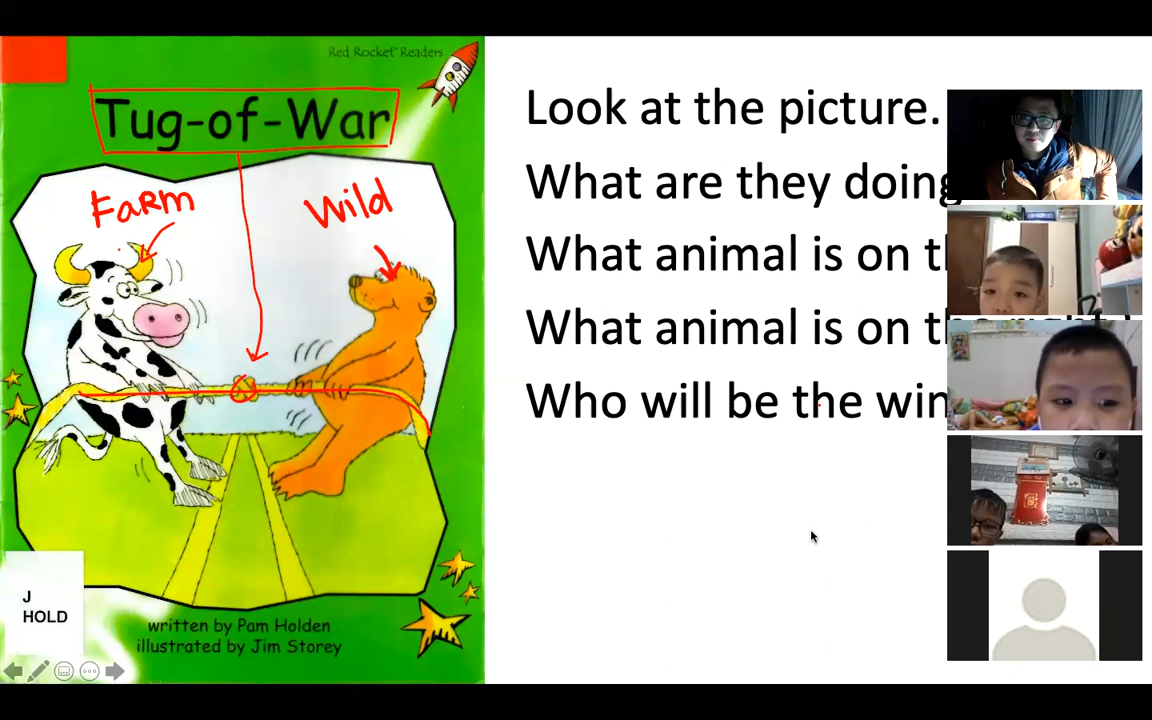 Red Rocket Readers
Tug-of-War
Farm
Wild
J
HOLD
written by Pam Holden
illustrated by Jim Storey
Look at the picture.
What are they doing
What animal is on
What animal is on
Who will be the